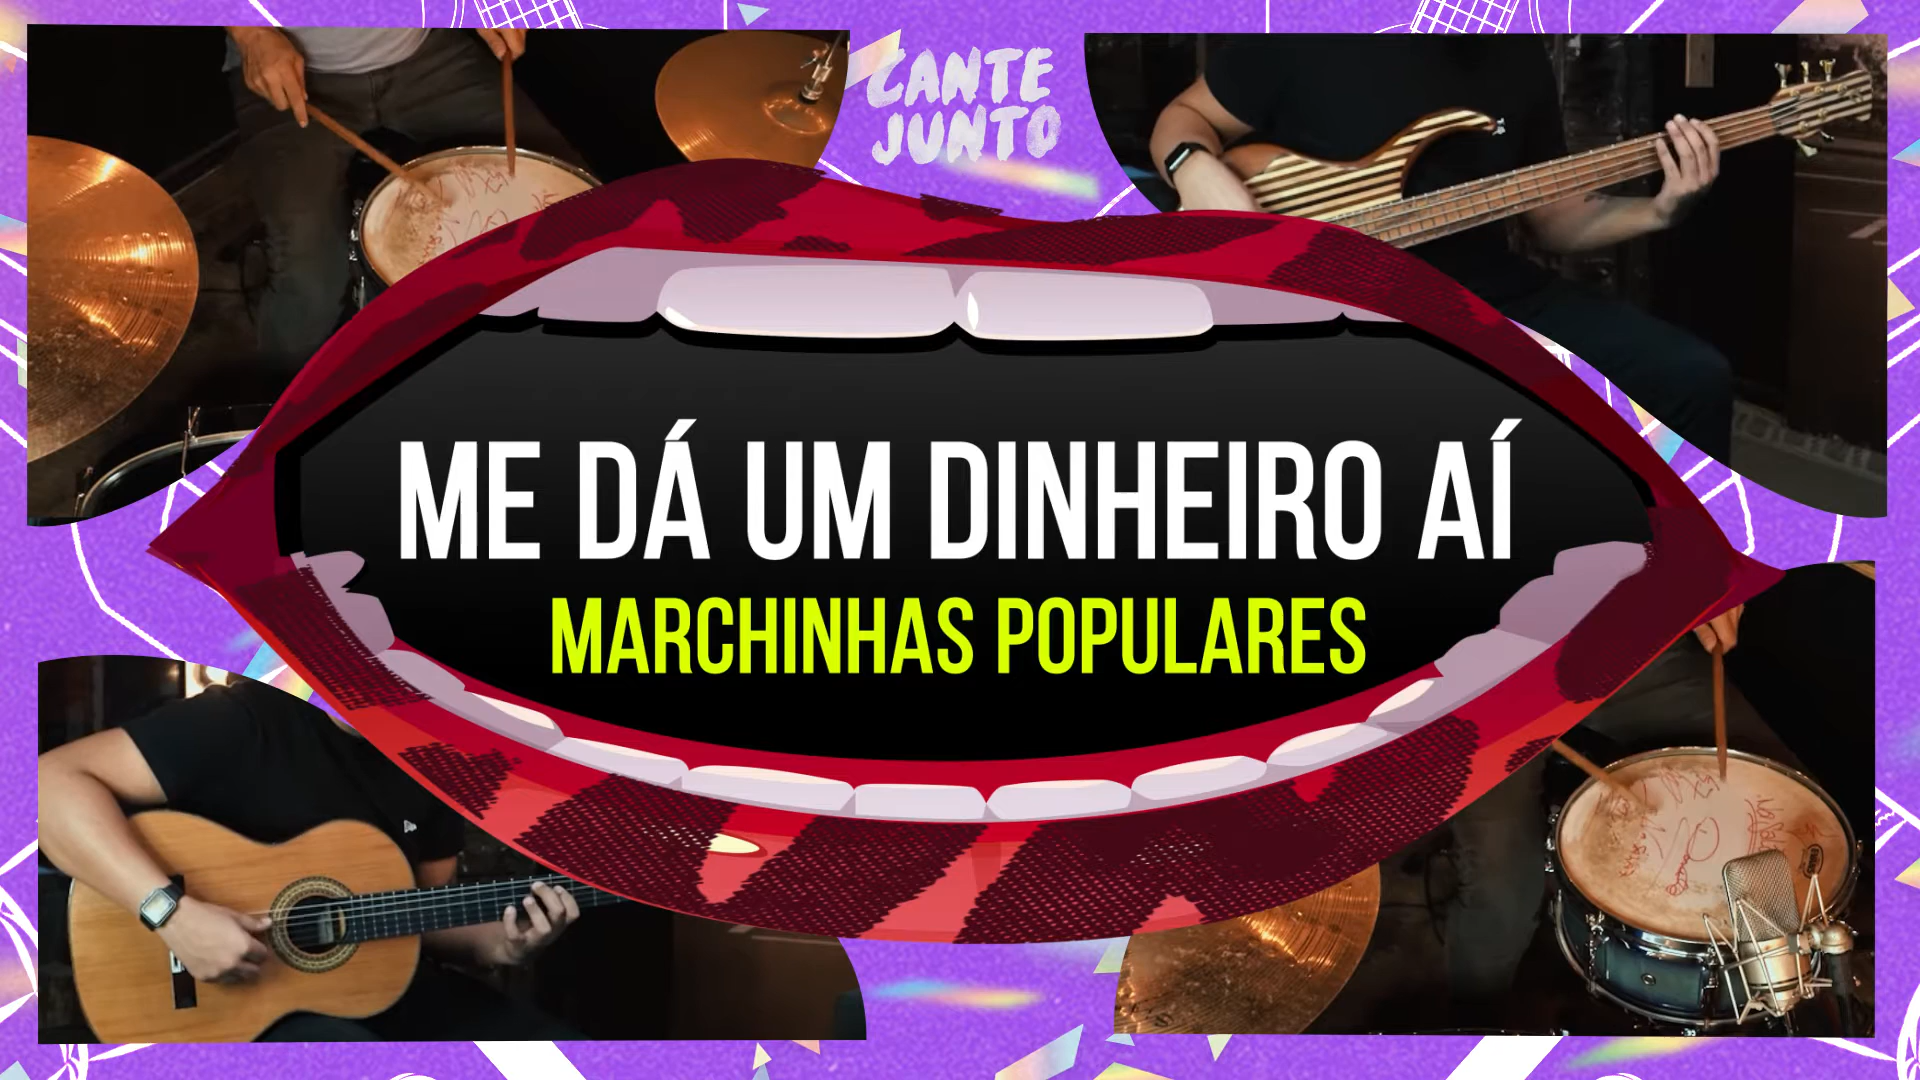 CANTE
JUNTO
ME DÁ UM DINHEIRO AÍ
MARCHINHAS POPULARES